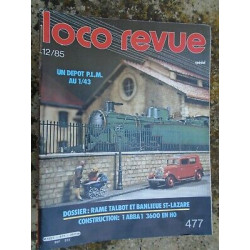 loco revue
12/85
UN DEPOT P.L.M.
AU 1/43
DOSSIER: RAME TALBOT ET BANLIEUE ST-LAZARE
CONSTRUCTION: 1 ABBA 1 3600 EN HO
477